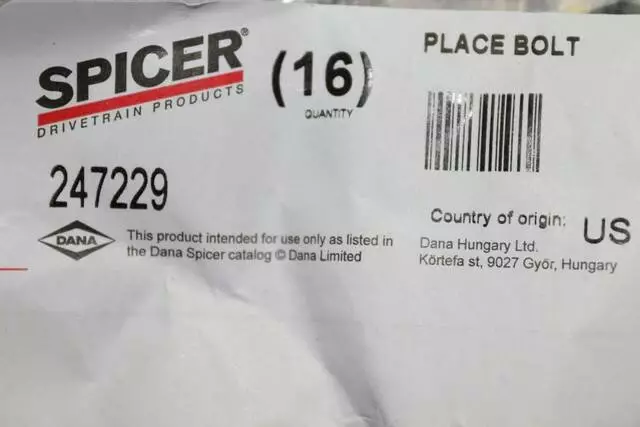 SPICER®
DRIVETRAIN PRODUCTS
(16)
QUANTITY
PLACE BOLT
247229
Country of origin: US
DANA
This product intended for use only as listed in
the Dana Spicer catalog © Dana Limited
Dana Hungary Ltd.
Körtefa st, 9027 Győr, Hungary